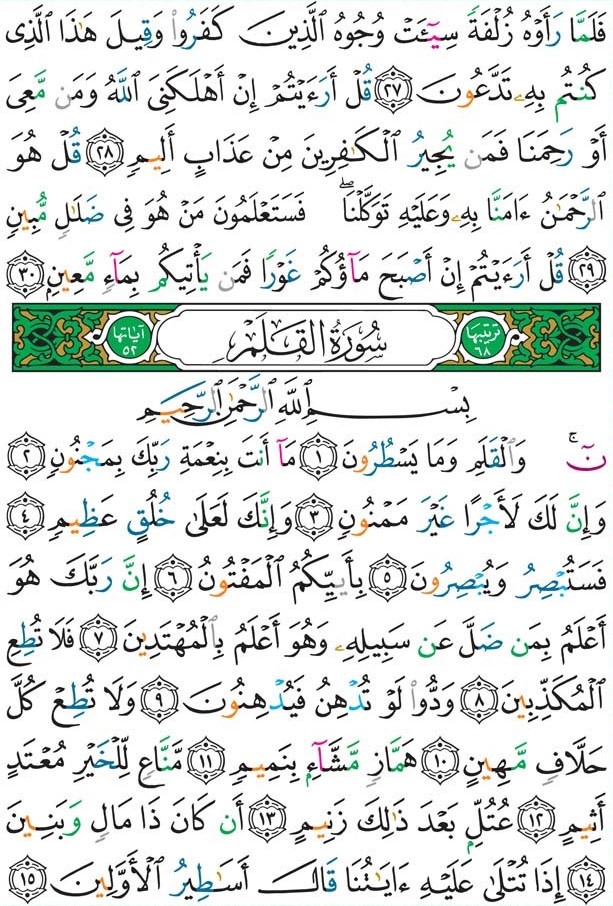 فَلَمَّا رَأَوْهُ زُلْفَةً سِيٓـَٔتْ وُجُوهُ ٱلَّذِينَ كَفَرُوا۟ وَقِيلَ هَٰذَا ٱلَّذِى
كُنتُم بِهِۦ تَدَّعُونَ ٢٧ قُلْ أَرَءَيْتُمْ إِنْ أَهْلَكَنِىَ ٱللَّهُ وَمَن مَّعِىَ
أَوْ رَحِمَنَا فَمَن يُجِيرُ ٱلْكَٰفِرِينَ مِنْ عَذَابٍ أَلِيمٍ ٢٨ قُلْ هُوَ
ٱلرَّحْمَٰنُ ءَامَنَّا بِهِۦ وَعَلَيْهِ تَوَكَّلْنَا ۖ فَسَتَعْلَمُونَ مَنْ هُوَ فِى ضَلَٰلٍ مُّبِينٍ
٢٩ قُلْ أَرَءَيْتُمْ إِنْ أَصْبَحَ مَآؤُكُمْ غَوْرًا فَمَن يَأْتِيكُم بِمَآءٍ مَّعِينٍۭ ٣٠
ترتيبها ٦٨ سُورَةُ الْقَلَمِ آياتها ٥٢
بِسْمِ ٱللَّهِ ٱلرَّحْمَٰنِ ٱلرَّحِيمِ
نٓ ۚ وَٱلْقَلَمِ وَمَا يَسْطُرُونَ ١ مَآ أَنتَ بِنِعْمَةِ رَبِّكَ بِمَجْنُونٍ ٢
وَإِنَّ لَكَ لَأَجْرًا غَيْرَ مَمْنُونٍ ٣ وَإِنَّكَ لَعَلَىٰ خُلُقٍ عَظِيمٍ ٤
فَسَتُبْصِرُ وَيُبْصِرُونَ ٥ بِأَييِّكُمُ ٱلْمَفْتُونُ ٦ إِنَّ رَبَّكَ هُوَ
أَعْلَمُ بِمَن ضَلَّ عَن سَبِيلِهِۦ وَهُوَ أَعْلَمُ بِٱلْمُهْتَدِينَ ٧ فَلَا تُطِعِ
ٱلْمُكَذِّبِينَ ٨ وَدُّوا۟ لَوْ تُدْهِنُ فَيُدْهِنُونَ ٩ وَلَا تُطِعْ كُلَّ
حَلَّافٍ مَّهِينٍ ١٠ هَمَّازٍ مَّشَّآءٍۭ بِنَمِيمٍ ١١ مَّنَّاعٍ لِّلْخَيْرِ مُعْتَدٍ
أَثِيمٍ ١٢ عُتُلٍّۭ بَعْدَ ذَٰلِكَ زَنِيمٍ ١٣ أَن كَانَ ذَا مَالٍ وَبَنِينَ
١٤ إِذَا تُتْلَىٰ عَلَيْهِ ءَايَٰتُنَا قَالَ أَسَٰطِيرُ ٱلْأَوَّلِينَ ١٥